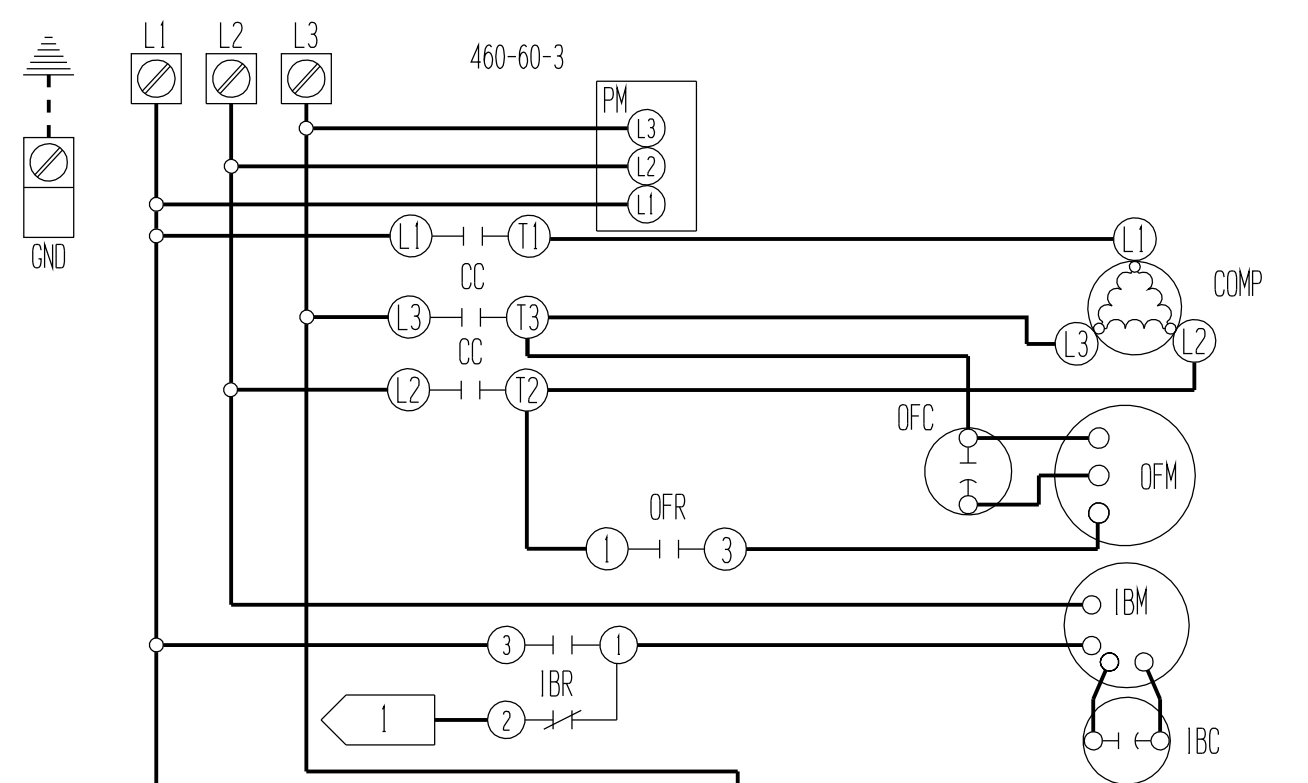 L1 L2 L3
460-60-3
PM
L3
L2
L1
GND
L1 T1
L1
CC
COMP
L3 T3
L3 L2
CC
L2 T2
OFC
OFM
OFR
1 3
IBM
3 1
IBR
1 2
IBC